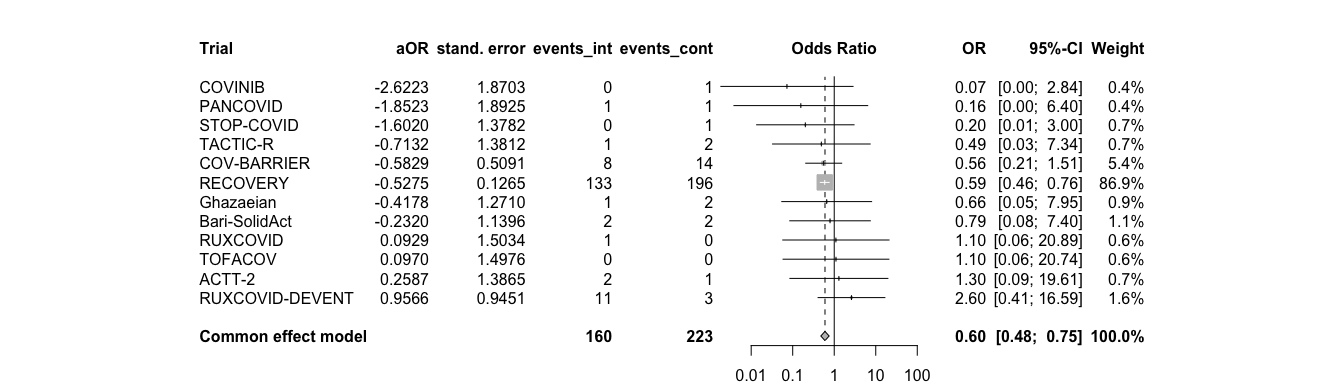 Trial aOR stand. error events_int events_cont Odds Ratio OR 95%-CI Weight
COVINIB -2.6223 1.8703 0 1 0.07 [0.00; 2.84] 0.4%
PANCOVID -1.8523 1.8925 1 1 0.16 [0.00; 6.40] 0.4%
STOP-COVID -1.6020 1.3782 0 1 0.20 [0.01; 3.00] 0.7%
TACTIC-R -0.7132 1.3812 1 2 0.49 [0.03; 7.34] 0.7%
COV-BARRIER -0.5829 0.5091 8 14 0.56 [0.21; 1.51] 5.4%
RECOVERY -0.5275 0.1265 133 196 0.59 [0.46; 0.76] 86.9%
Ghazaeian -0.4178 1.2710 1 2 0.66 [0.05; 7.95] 0.9%
Bari-SolidAct -0.2320 1.1396 2 2 0.79 [0.08; 7.40] 1.1%
RUXCOVID 0.0929 1.5034 1 0 1.10 [0.06; 20.89] 0.6%
TOFACOV 0.0970 1.4976 0 0 1.10 [0.06; 20.74] 0.6%
ACTT-2 0.2587 1.3865 2 1 1.30 [0.09; 19.61] 0.7%
RUXCOVID-DEVENT 0.9566 0.9451 11 3 2.60 [0.41; 16.59] 1.6%
Common effect model 160 223 0.60 [0.48; 0.75] 100.0%
0.01 0.1 1 10 100